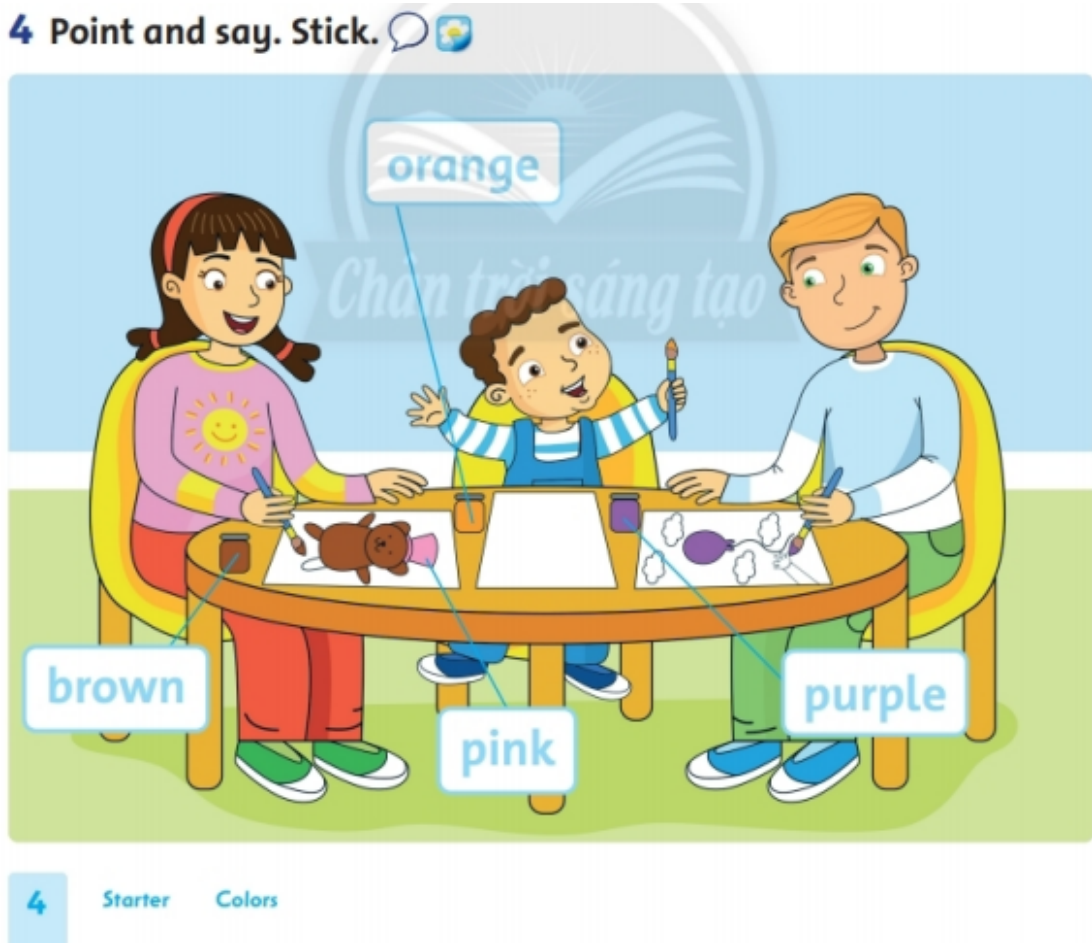 4 Point and say. Stick.
orange
Chân trời sáng tạo
brown
purple
pink
4 Starter Colors